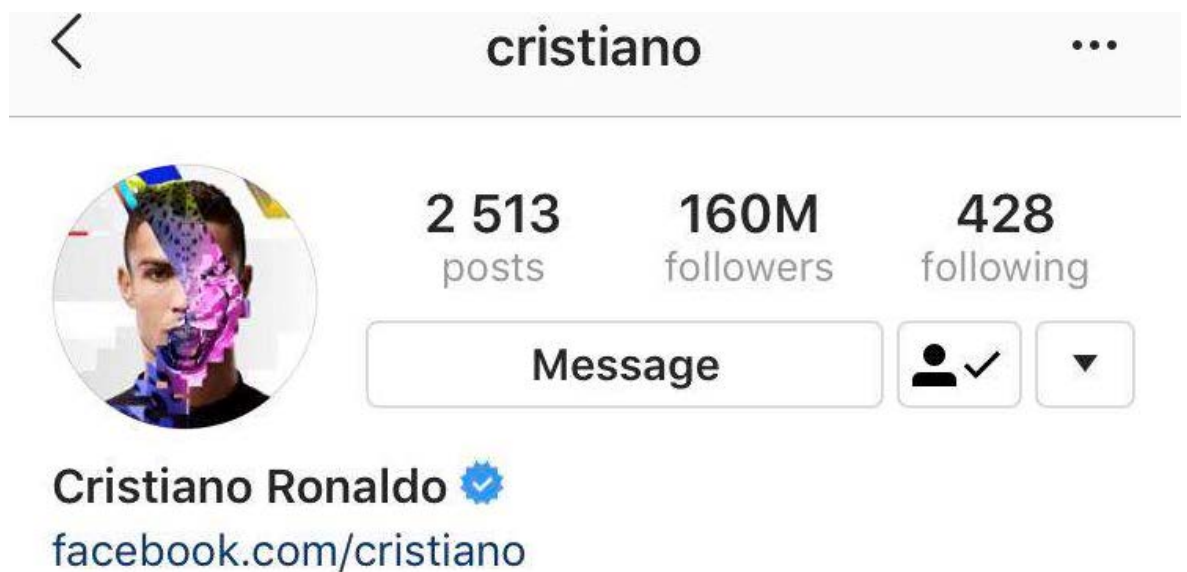 cristiano
2 513 160M 428
posts followers following
Message
Cristiano Ronaldo
facebook.com/cristiano